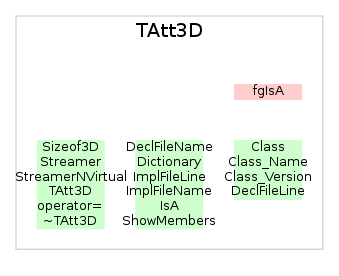 TAtt3D
fgIsA
Sizeof3D
Streamer
StreamerNVirtual
TAtt3D
operator=
~TAtt3D
DeclFileName
Dictionary
ImplFileLine
ImplFileName
IsA
ShowMembers
Class
Class_Name
Class_Version
DeclFileLine